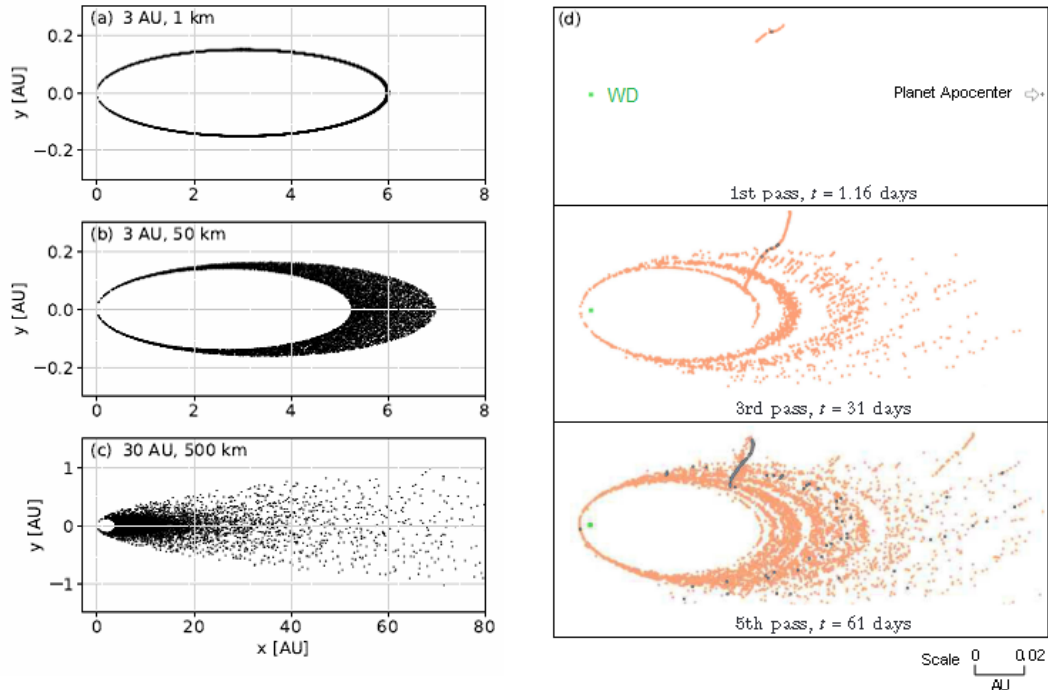 (a) 3 AU, 1 km
0.2
0.0
−0.2
y [AU]
0 2 4 6 8
(b) 3 AU, 50 km
0.2
0.0
−0.2
y [AU]
0 2 4 6 8
(c) 30 AU, 500 km
1
0
−1
y [AU]
0 20 40 60 80
x [AU]
(d)
WD
Planet Apocenter
1st pass, t = 1.16 days
3rd pass, t = 31 days
5th pass, t = 61 days
Scale 0 0.02
AU